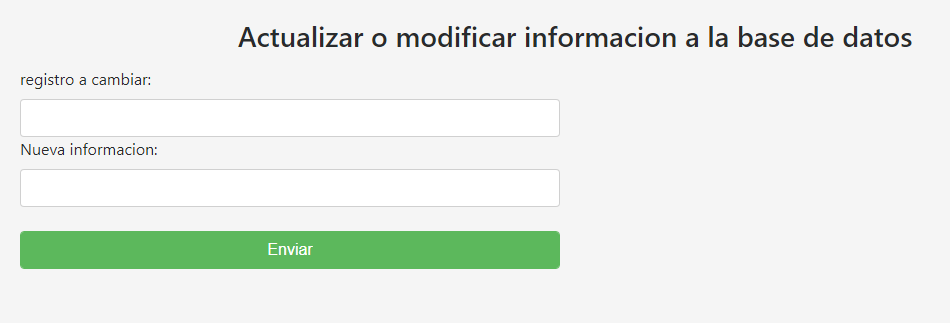 Actualizar o modificar informacion a la base de datos
registro a cambiar:
Nueva informacion:
Enviar